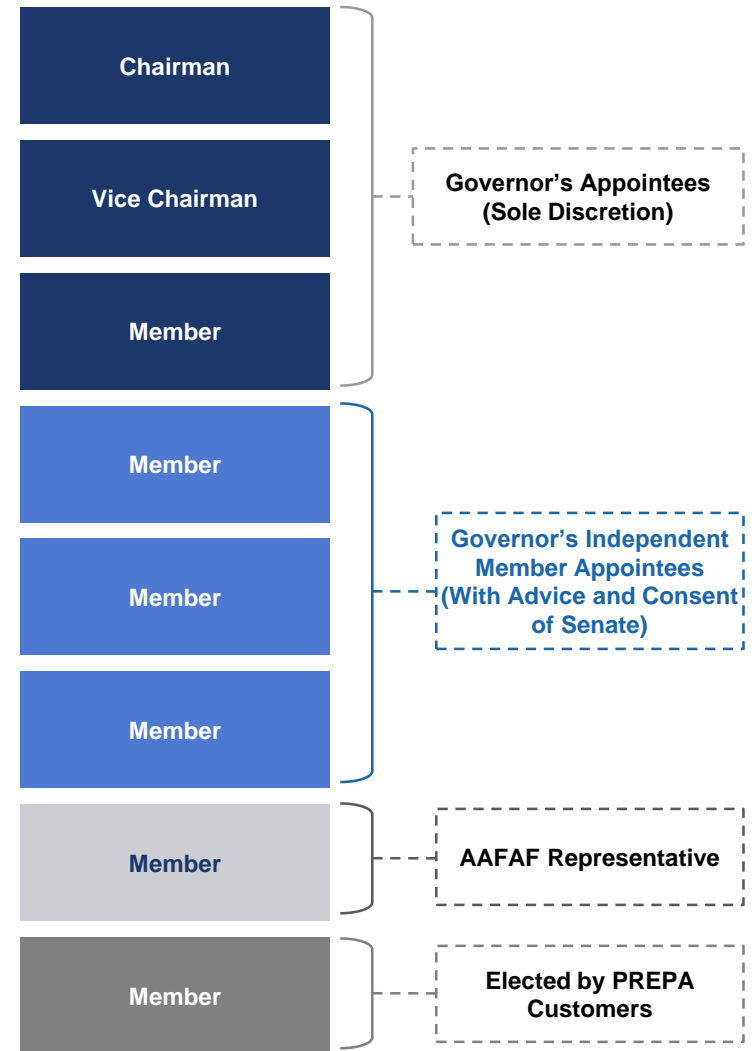 Chairman
Vice Chairman
Governor’s Appointees
(Sole Discretion)
Member
Member
Member
Governor’s Independent
Member Appointees
(With Advice and Consent
of Senate)
Member
Member
AAFAF Representative
Member
Elected by PREPA
Customers